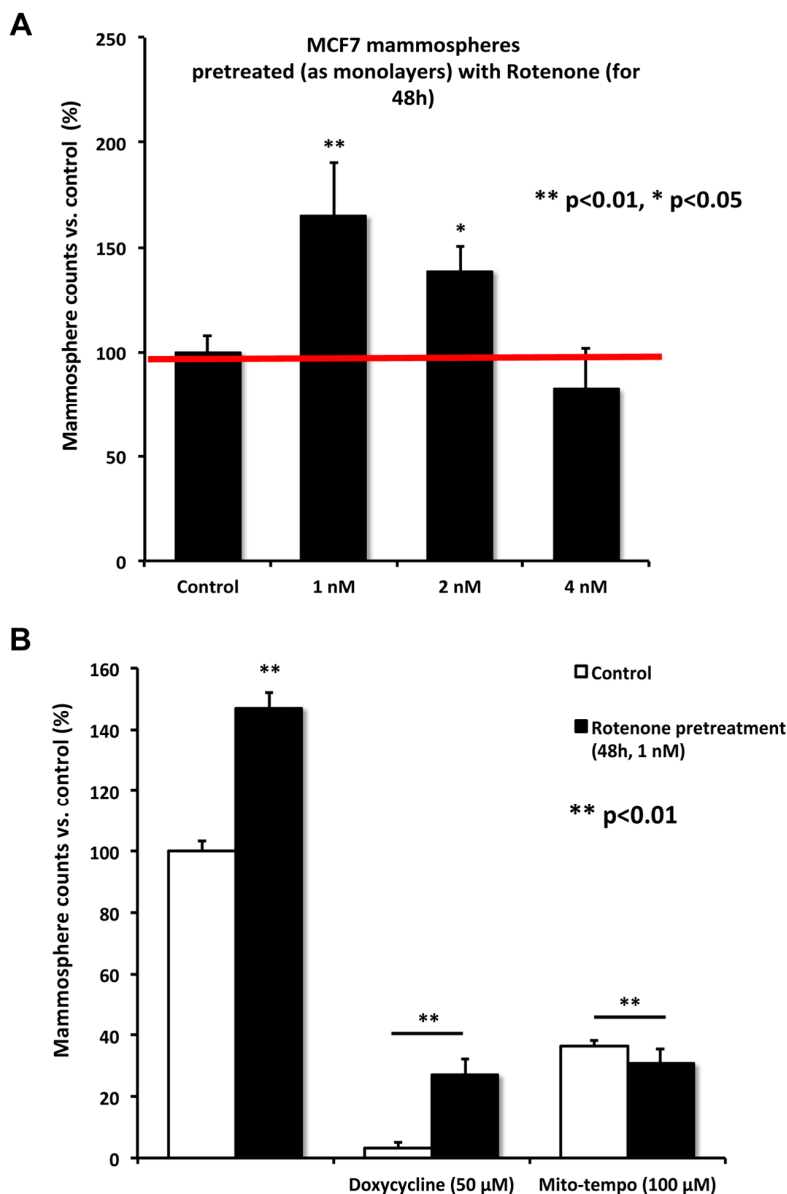 A
MCF7 mammospheres
pretreated (as monolayers) with Rotenone (for
48h)
Mammosphere counts vs. control (%)
250
200
150
100
50
0
**
*
** p<0.01, * p<0.05
Control 1 nM 2 nM 4 nM
B
Mammosphere counts vs. control (%)
160
140
120
100
80
60
40
20
0
**
Control
Rotenone pretreatment
(48h, 1 nM)
** p<0.01
**
**
Doxycycline (50 µM) Mito-tempo (100 µM)